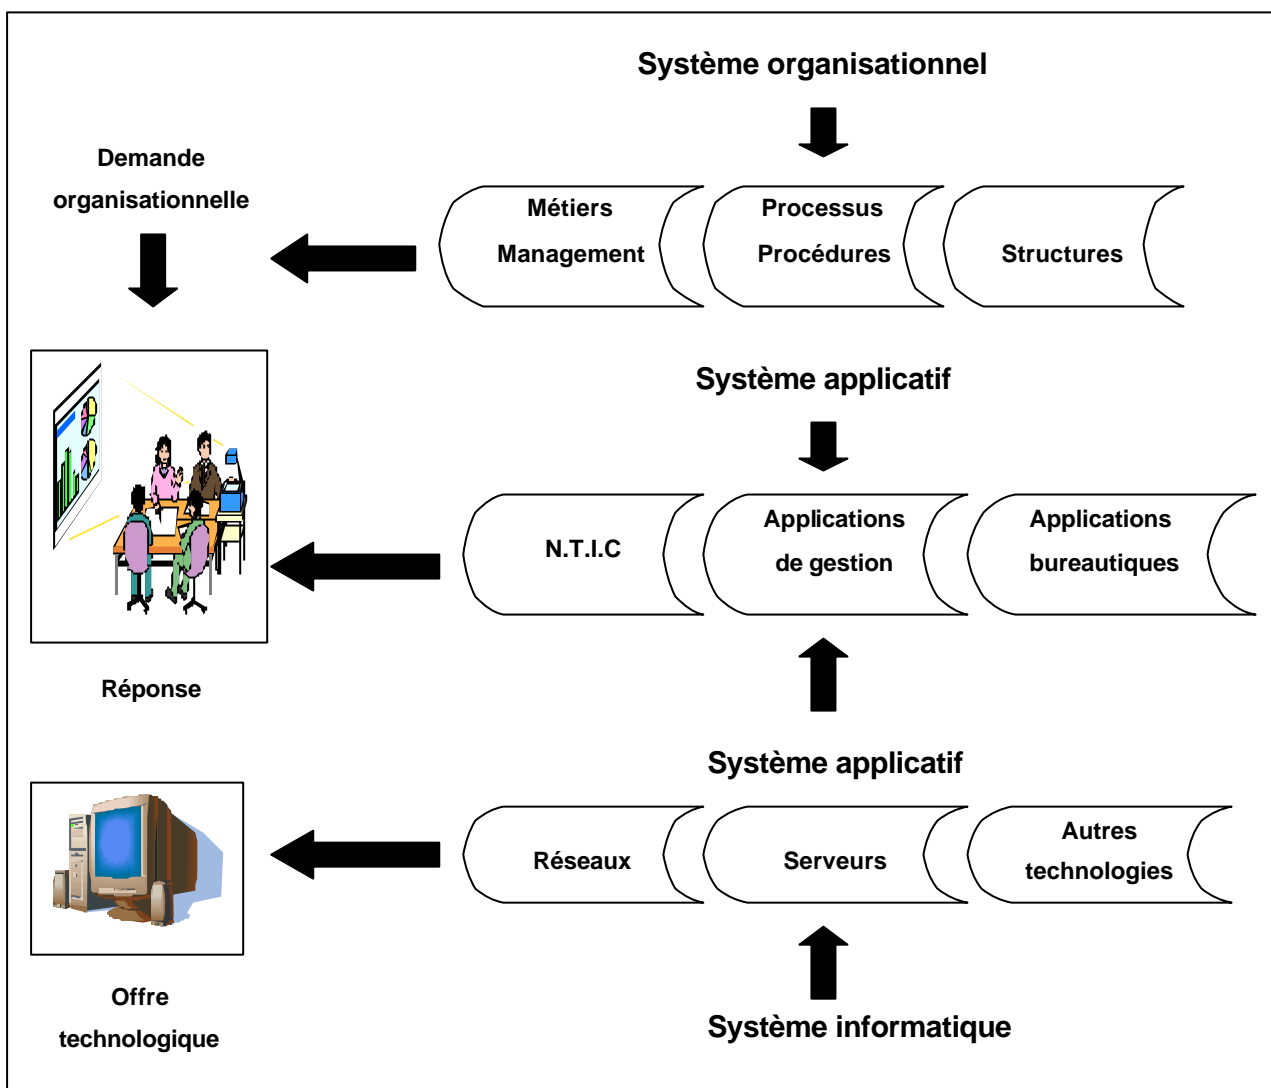 Système organisationnel
Demande
organisationnelle
Métiers
Management
Processus
Procédures
Structures
Système applicatif
N.T.I.C
Applications
de gestion
Applications
bureautiques
Réponse
Système applicatif
Réseaux
Serveurs
Autres
technologies
Offre
technologique
Système informatique